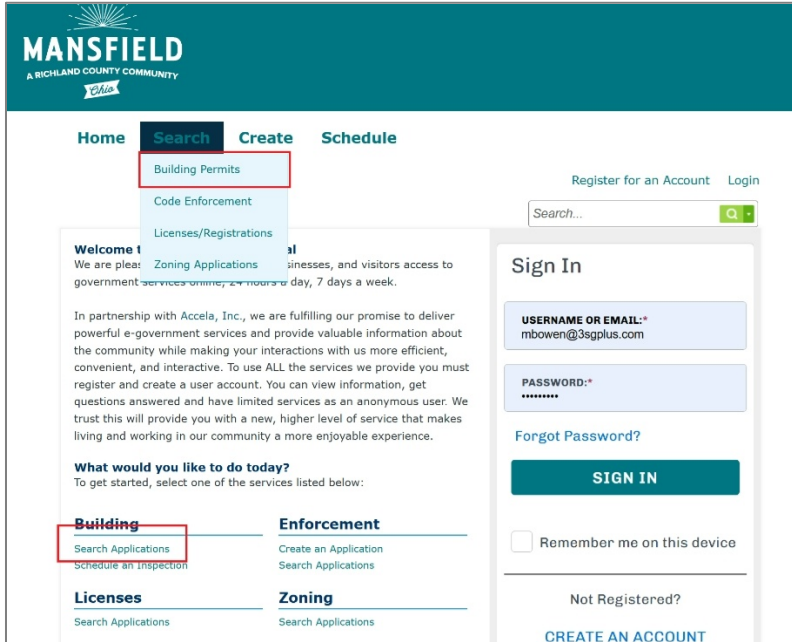 MANSFIELD
A RICHLAND COUNTY COMMUNITY
Ohio
Home Search Create Schedule
Building Permits
Code Enforcement
Licenses/Registrations
Zoning Applications
Register for an Account Login
Search...
Welcome t al
We are pleas sinesses, and visitors access to
government services online, 24 hours a day, 7 days a week.
In partnership with Accela, Inc., we are fulfilling our promise to deliver
powerful e-government services and provide valuable information about
the community while making your interactions with us more efficient,
convenient, and interactive. To use ALL the services we provide you must
register and create a user account. You can view information, get
questions answered and have limited services as an anonymous user. We
trust this will provide you with a new, higher level of service that makes
living and working in our community a more enjoyable experience.
What would you like to do today?
To get started, select one of the services listed below:
Building Enforcement
Search Applications Create an Application
Schedule an Inspection Search Applications
Licenses Zoning
Search Applications Search Applications
Sign In
USERNAME OR EMAIL:*
mbowen@3sgplus.com
PASSWORD:*
•••••••••
Forgot Password?
SIGN IN
Remember me on this device
Not Registered?
CREATE AN ACCOUNT